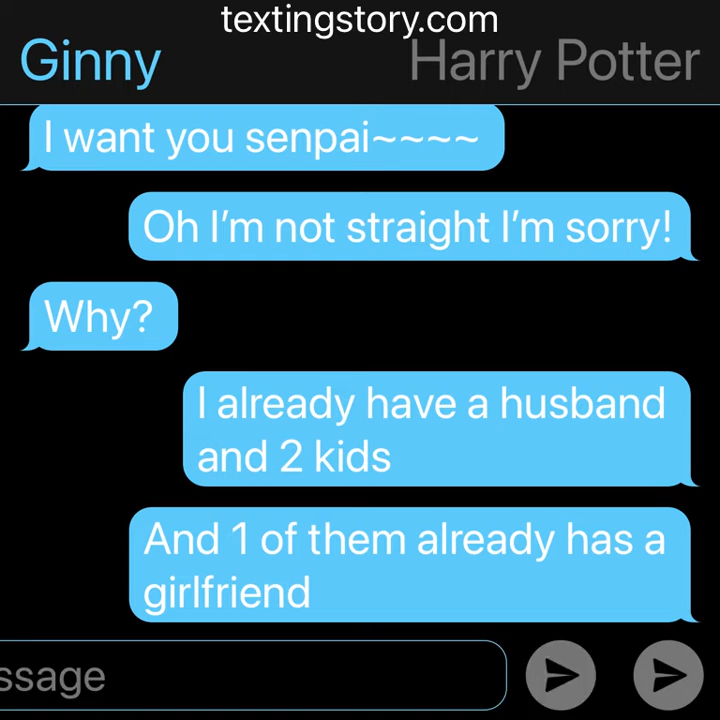 textingstory.com
Ginny
Harry Potter
I want you senpai~~~~
Oh I’m not straight I’m sorry!
Why?
I already have a husband
and 2 kids
And 1 of them already has a
girlfriend
ssage